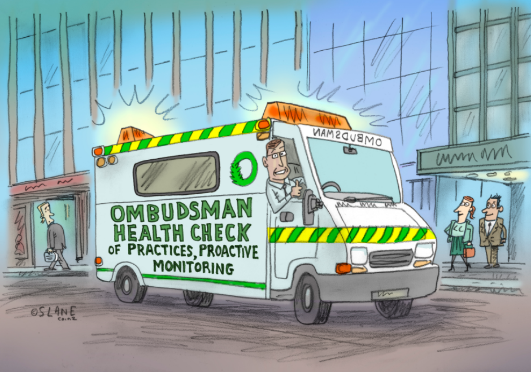 OMBUDSMAN
OMBUDSMAN
HEALTH CHECK
OF PRACTICES, PROACTIVE
MONITORING
©SLANE